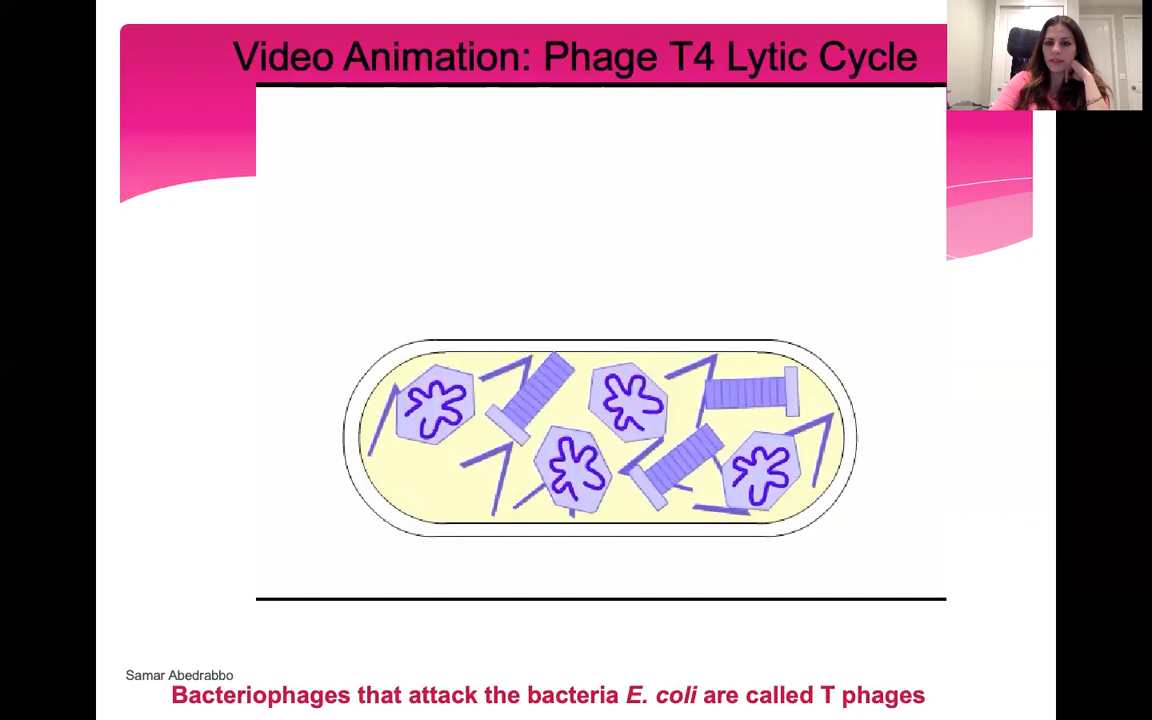 Video Animation: Phage T4 Lytic Cycle
Samar Abedrabbo
Bacteriophages that attack the bacteria E. coli are called T phages